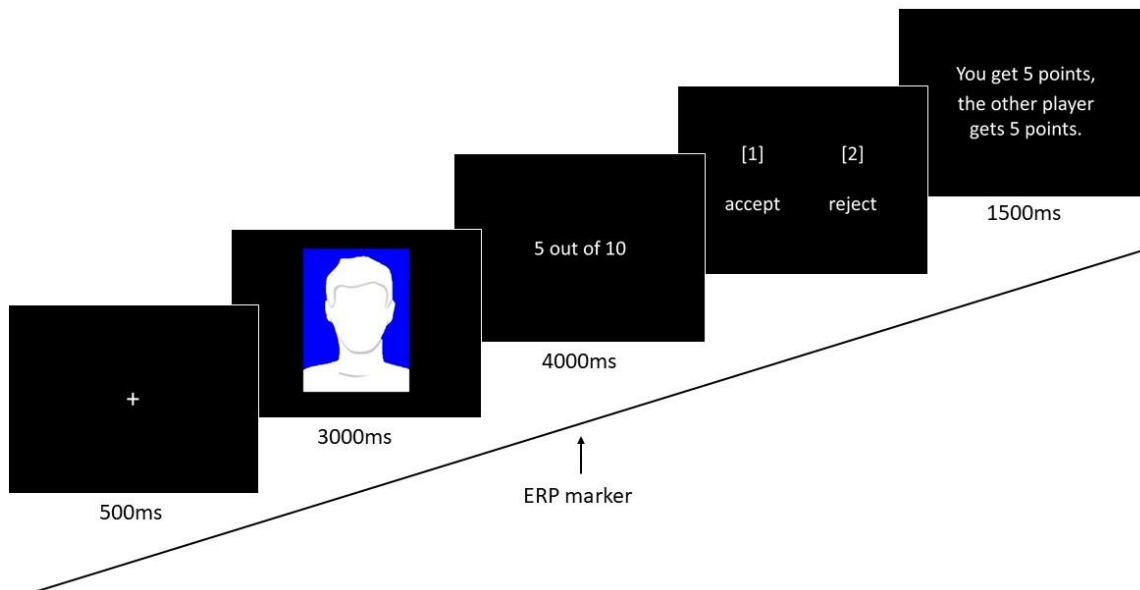 +
500ms
3000ms
5 out of 10
4000ms
ERP marker
[1] [2]
accept reject
You get 5 points,
the other player
gets 5 points.
1500ms